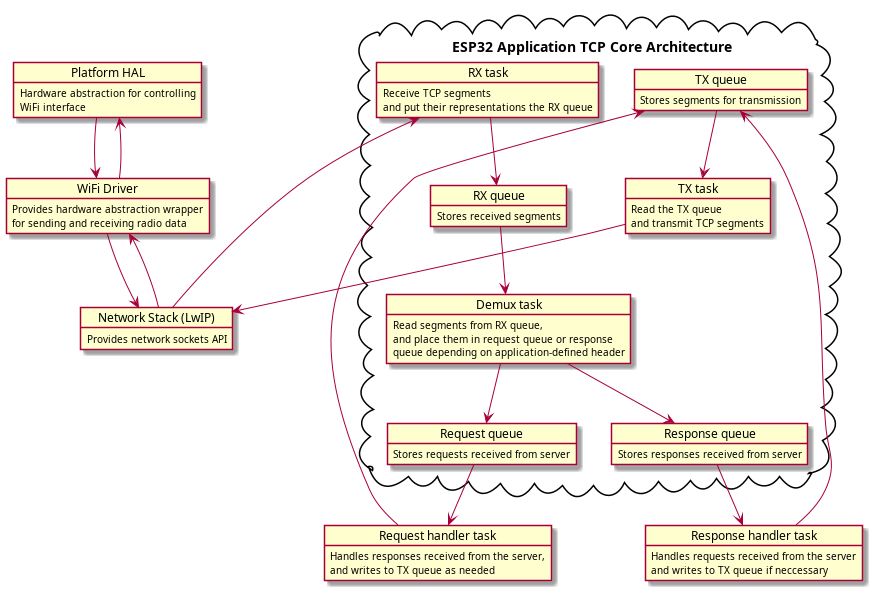 ESP32 Application TCP Core Architecture
Platform HAL
Hardware abstraction for controlling
WiFi interface
RX task
Receive TCP segments
and put their representations the RX queue
TX queue
Stores segments for transmission
WiFi Driver
Provides hardware abstraction wrapper
for sending and receiving radio data
RX queue
Stores received segments
TX task
Read the TX queue
and transmit TCP segments
Network Stack (LwIP)
Provides network sockets API
Demux task
Read segments from RX queue,
and place them in request queue or response
queue depending on application-defined header
Request queue
Stores requests received from server
Response queue
Stores responses received from server
Request handler task
Handles responses received from the server,
and writes to TX queue as needed
Response handler task
Handles requests received from the server
and writes to TX queue if neccessary